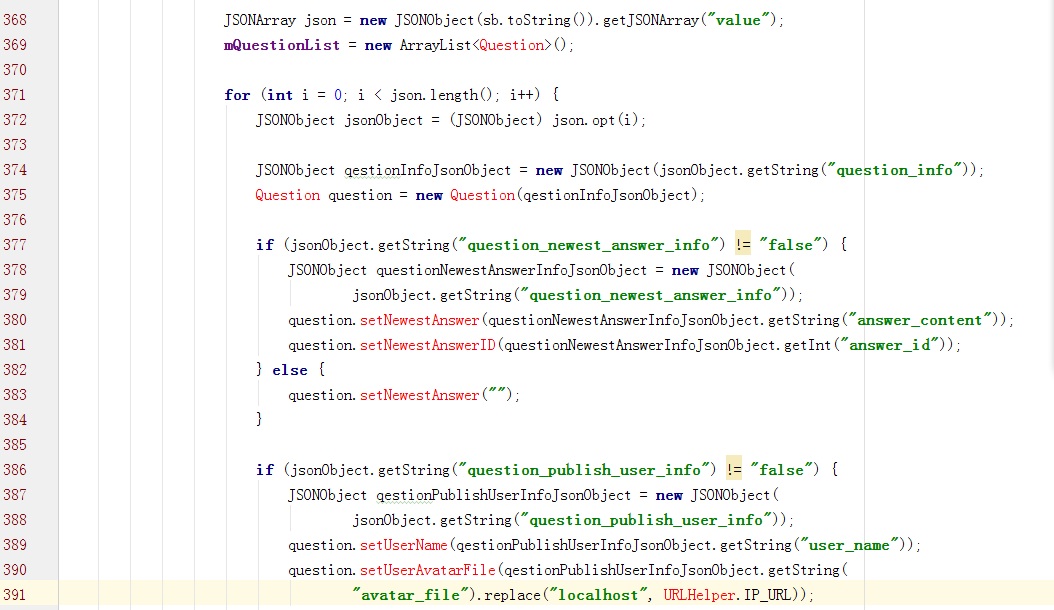 368 JSONArray json = new JSONObject(sb.toString()).getJSONArray("value");
369 mQuestionList = new ArrayList<Question>();
370
371 for (int i = 0; i < json.length(); i++) {
372 JSONObject jsonObject = (JSONObject) json.opt(i);
373
374 JSONObject qestionInfoJsonObject = new JSONObject(jsonObject.getString("question_info"));
375 Question question = new Question(qestionInfoJsonObject);
376
377 if (jsonObject.getString("question_newest_answer_info") != "false") {
378 JSONObject questionNewestAnswerInfoJsonObject = new JSONObject(
379 jsonObject.getString("question_newest_answer_info"));
380 question.setNewestAnswer(questionNewestAnswerInfoJsonObject.getString("answer_content"));
381 question.setNewestAnswerID(questionNewestAnswerInfoJsonObject.getInt("answer_id"));
382 } else {
383 question.setNewestAnswer("");
384 }
385
386 if (jsonObject.getString("question_publish_user_info") != "false") {
387 JSONObject qestionPublishUserInfoJsonObject = new JSONObject(
388 jsonObject.getString("question_publish_user_info"));
389 question.setUserName(qestionPublishUserInfoJsonObject.getString("user_name"));
390 question.setUserAvatarFile(qestionPublishUserInfoJsonObject.getString(
391 "avatar_file").replace("localhost", URLHelper.IP_URL));